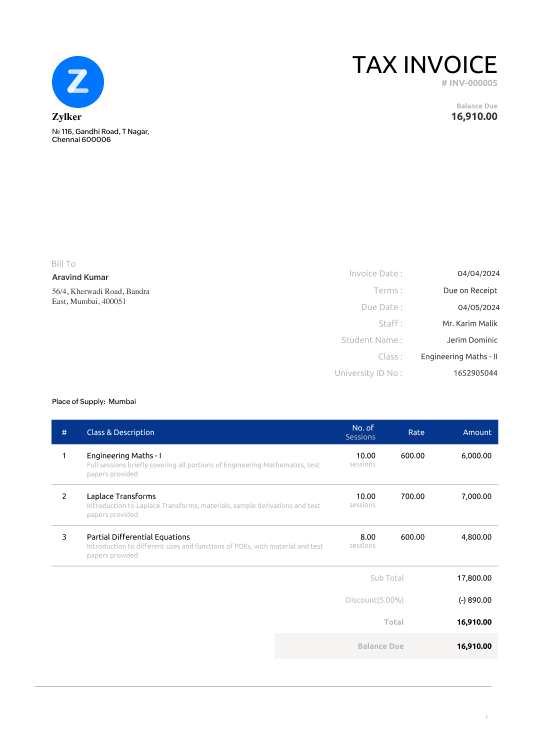 TAX INVOICE
# INV-000005
Balance Due
16,910.00
Z
Zylker
№ 116, Gandhi Road, T Nagar,
Chennai 600006
Bill To
Aravind Kumar
56/4, Kherwadi Road, Bandra
East, Mumbai, 400051
Invoice Date : 04/04/2024
Terms : Due on Receipt
Due Date : 04/05/2024
Staff : Mr. Karim Malik
Student Name : Jerim Dominic
Class : Engineering Maths - II
University ID No : 1652905044
Place of Supply: Mumbai
# Class & Description No. of Sessions Rate Amount
1 Engineering Maths - I 10.00 600.00 6,000.00
Full sessions briefly covering all portions of Engineering Mathematics, test sessions
papers provided
2 Laplace Transforms 10.00 700.00 7,000.00
Introduction to Laplace Transforms, materials, sample derivations and test sessions
papers provided
3 Partial Differential Equations 8.00 600.00 4,800.00
Introduction to different uses and functions of PDEs, with material and test sessions
papers provided
Sub Total 17,800.00
Discount(5.00%) (-) 890.00
Total 16,910.00
Balance Due 16,910.00
1